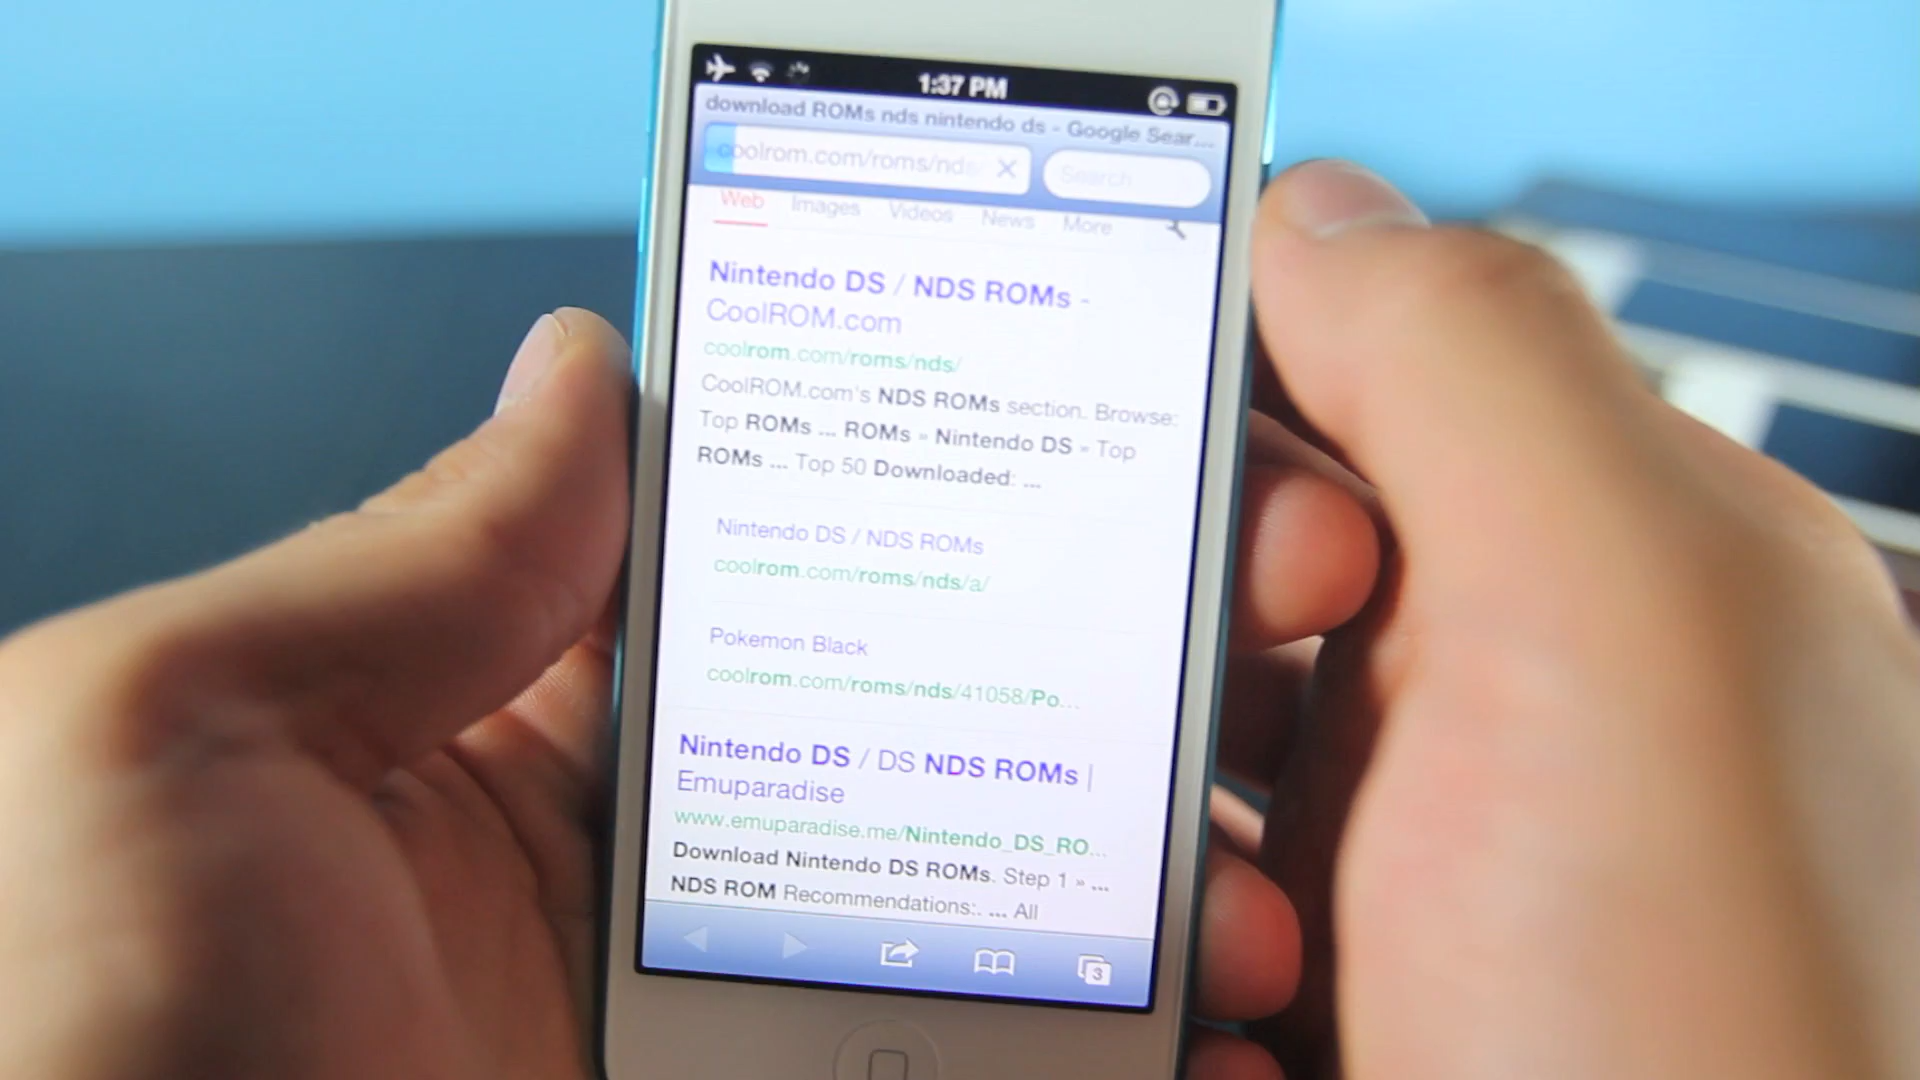 1:37 PM
download ROMs nds nintendo ds - Google Sear...
coolrom.com/roms/nds/
Search
Web Images Videos News More
Nintendo DS / NDS ROMs -
CoolROM.com
coolrom.com/roms/nds/
CoolROM.com's NDS ROMs section. Browse:
Top ROMs ... ROMs » Nintendo DS » Top
ROMs ... Top 50 Downloaded: ...
Nintendo DS / NDS ROMs
coolrom.com/roms/nds/a/
Pokemon Black
coolrom.com/roms/nds/41058/Po...
Nintendo DS / DS NDS ROMs |
Emuparadise
www.emuparadise.me/Nintendo_DS_RO...
Download Nintendo DS ROMs. Step 1 » ...
NDS ROM Recommendations:. ... All
3